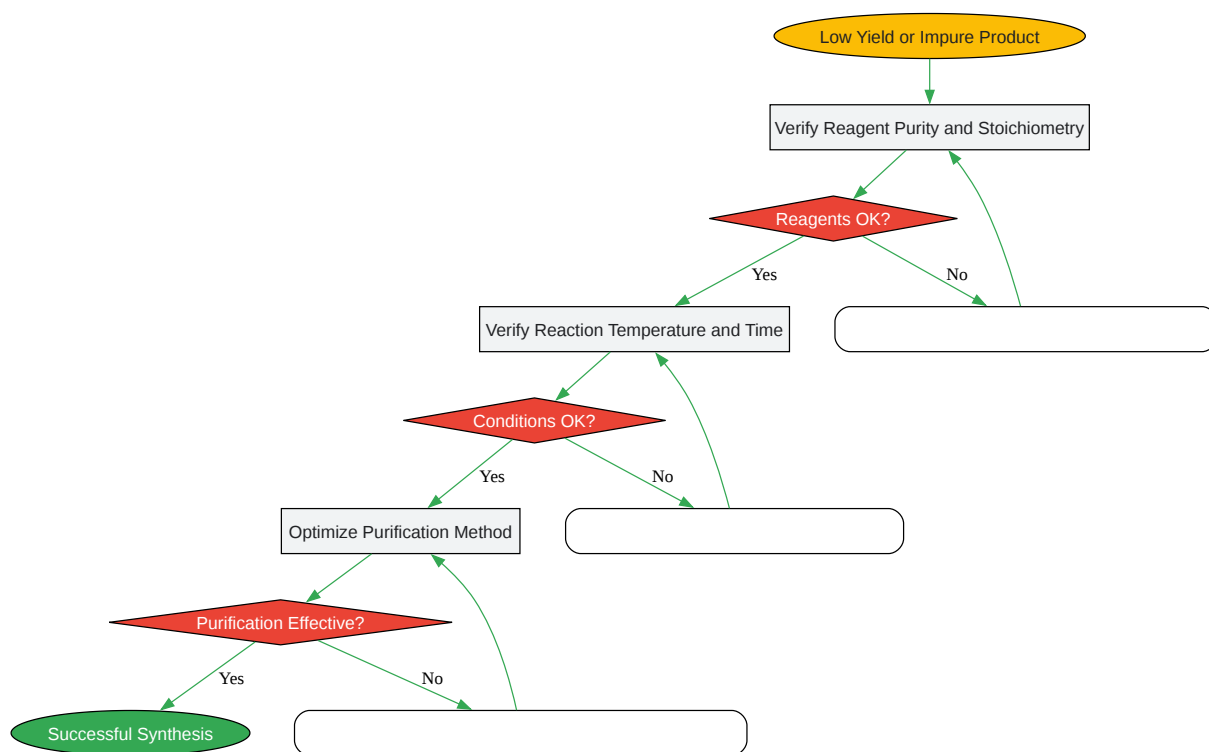 Low Yield or Impure Product
Verify Reagent Purity and Stoichiometry
Reagents OK?
Yes
No
Verify Reaction Temperature and Time
Conditions OK?
Yes
No
Optimize Purification Method
Purification Effective?
Yes
No
Successful Synthesis